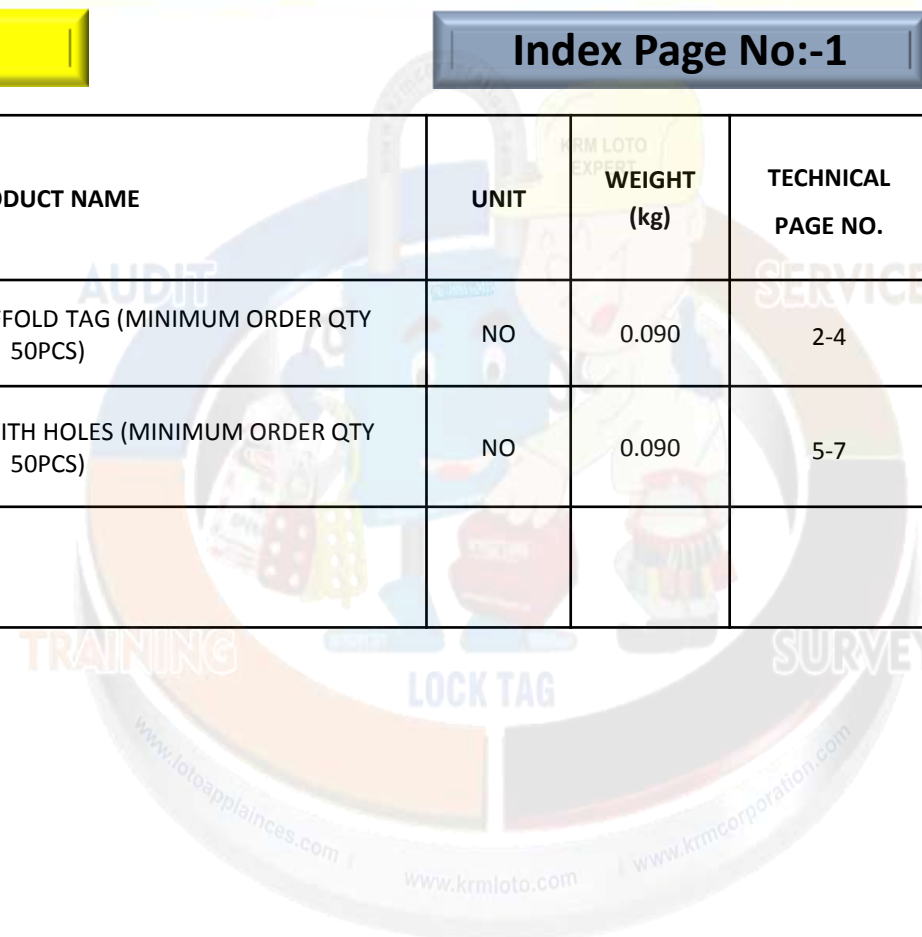 Index Page No:-1
ODUCT NAME
UNIT
WEIGHT
(kg)
TECHNICAL
PAGE NO.
KRM LOTO
EXPERT
AUDIT
SERVICE
FFOLD TAG (MINIMUM ORDER QTY
50PCS)
NO
0.090
2-4
ITH HOLES (MINIMUM ORDER QTY
50PCS)
NO
0.090
5-7
TRAINING
SURVEY
LOCK TAG
www.lotoapplainces.com
www.krmloto.com
www.krmcorporation.com